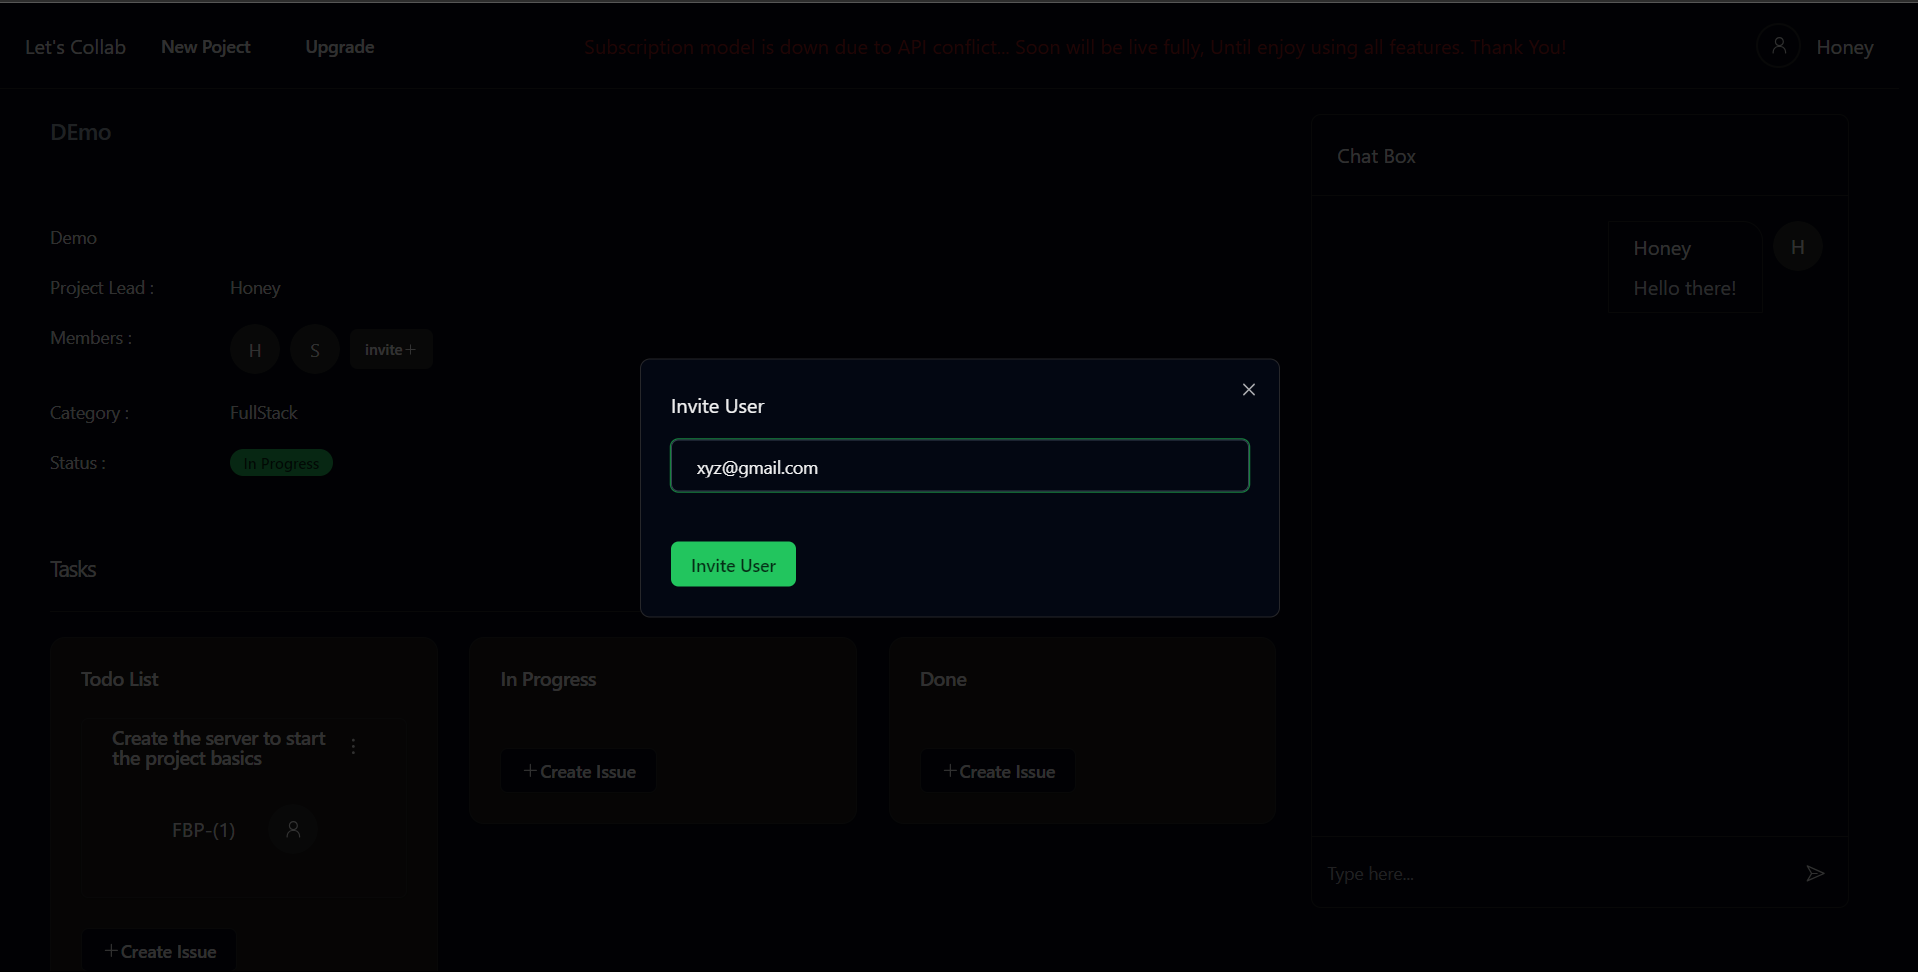 Let's Collab
New Poject
Upgrade
Subscription model is down due to API conflict... Soon will be live fully, Until enjoy using all features. Thank You!
Honey
DEmo
Demo
Project Lead :
Honey
Members :
H
S
invite+
Category :
FullStack
Status :
In Progress
Tasks
Todo List
Create the server to start
the project basics
FBP-(1)
+Create Issue
In Progress
+Create Issue
Done
+Create Issue
Invite User
xyz@gmail.com
Invite User
Chat Box
Honey
Hello there!
H
Type here...